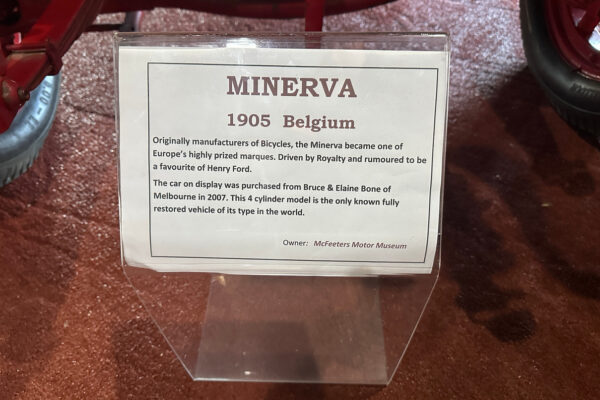 MINERVA
1905 Belgium
Originally manufacturers of Bicycles, the Minerva became one of
Europe's highly prized marques. Driven by Royalty and rumoured to be
a favourite of Henry Ford.
The car on display was purchased from Bruce & Elaine Bone of
Melbourne in 2007. This 4 cylinder model is the only known fully
restored vehicle of its type in the world.
Owner: McFeeters Motor Museum